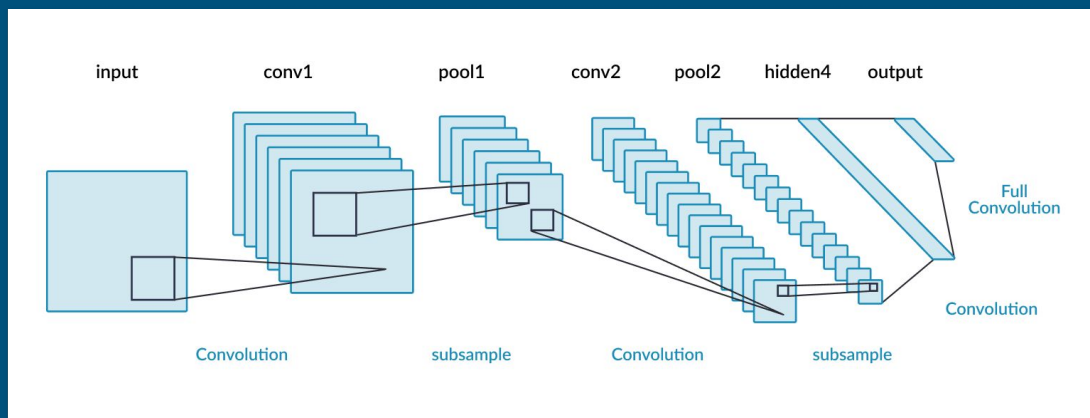 input conv1 pool1 conv2 pool2 hidden4 output
Full
Convolution
Convolution
Convolution subsample Convolution subsample